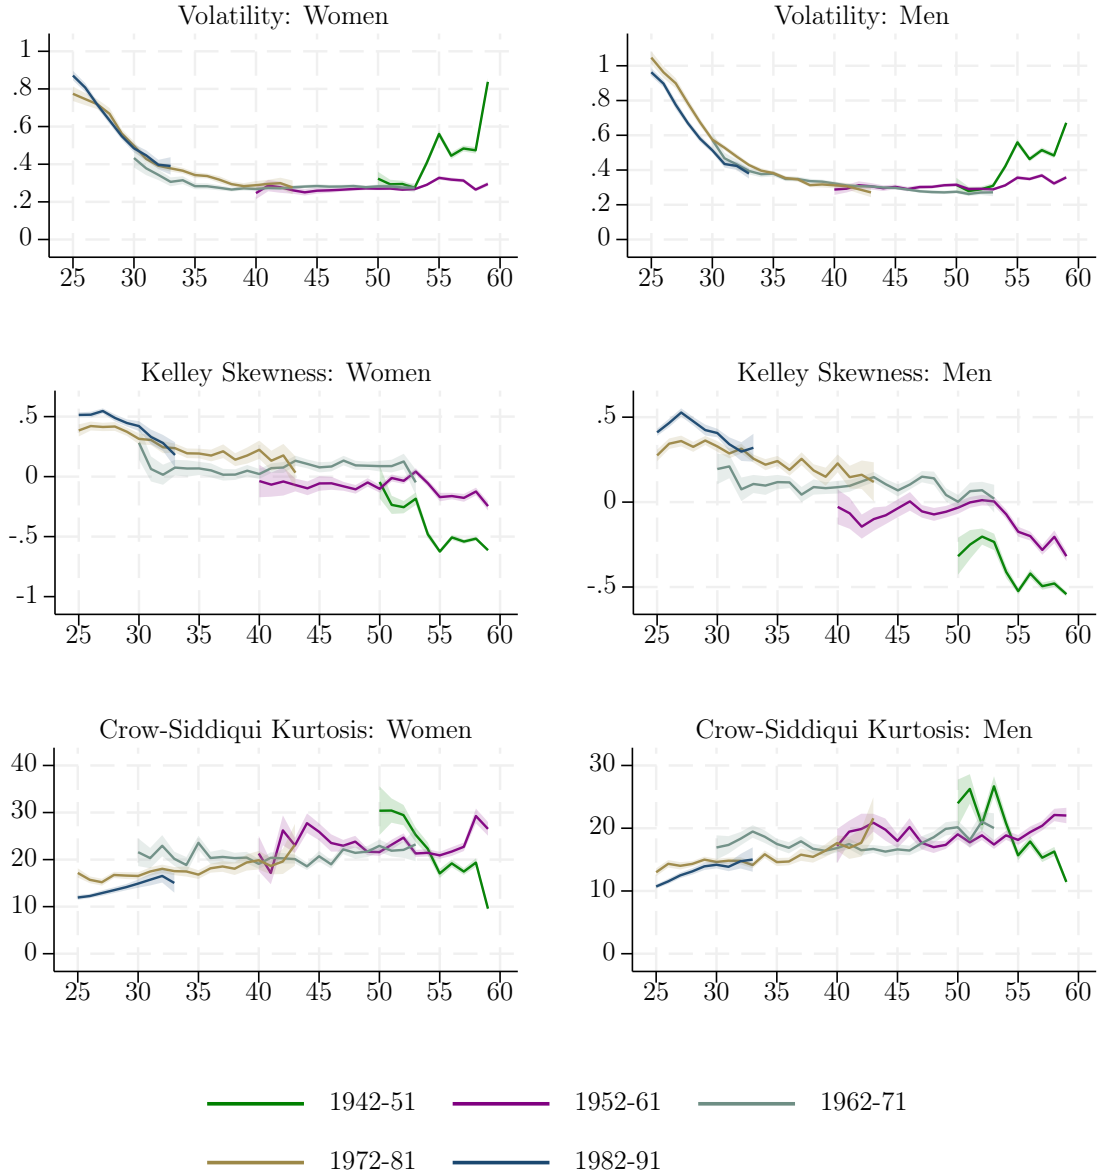 Volatility: Women
Volatility: Men
1
.8
.6
.4
.2
0
25 30 35 40 45 50 55 60
1
.8
.6
.4
.2
0
25 30 35 40 45 50 55 60
Kelley Skewness: Women
Kelley Skewness: Men
.5
0
-.5
-1
25 30 35 40 45 50 55 60
.5
0
-.5
25 30 35 40 45 50 55 60
Crow-Siddiqui Kurtosis: Women
Crow-Siddiqui Kurtosis: Men
40
30
20
10
0
25 30 35 40 45 50 55 60
30
20
10
0
25 30 35 40 45 50 55 60
1942-51 1952-61 1962-71
1972-81 1982-91